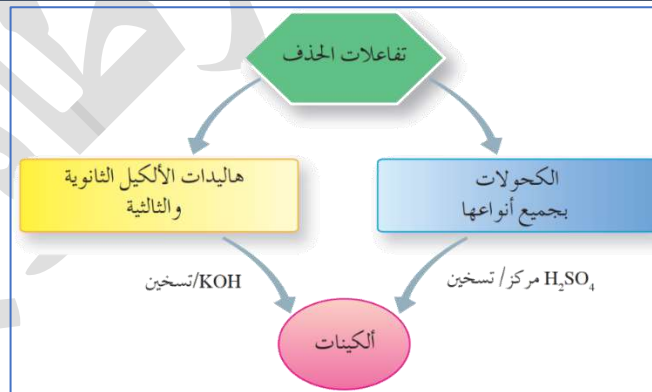 تفاعلات الحذف
الكحولات
بجميع أنواعها
هاليدات الألكيل الثانوية
والثالثية
H₂SO₄ مركز/ تسخين
KOH/تسخين
ألكينات